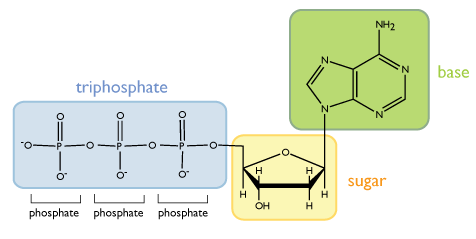 NH₂
base
triphosphate
N
N
N
N
O
O
O
⁻O
P
O
P
O
P
O
O⁻
O⁻
O⁻
O
H
H
sugar
H
OH
H
H
phosphate
phosphate
phosphate